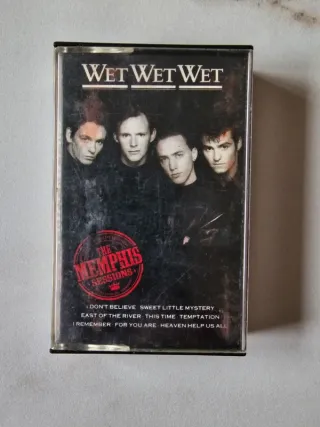 WET WET WET
THE
MEMPHIS
SESSIONS
I DON'T BELIEVE SWEET LITTLE MYSTERY
EAST OF THE RIVER THIS TIME TEMPTATION
I REMEMBER FOR YOU ARE HEAVEN HELP US ALL